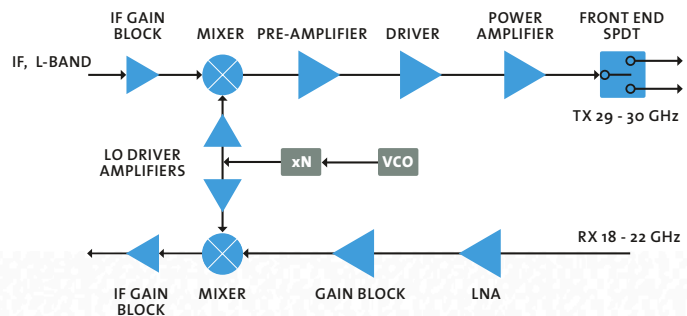 IF GAIN
BLOCK
MIXER
PRE-AMPLIFIER
DRIVER
POWER
AMPLIFIER
FRONT END
SPDT
IF, L-BAND
TX 29 - 30 GHz
LO DRIVER
AMPLIFIERS
xN
VCO
RX 18 - 22 GHz
IF GAIN
BLOCK
MIXER
GAIN BLOCK
LNA